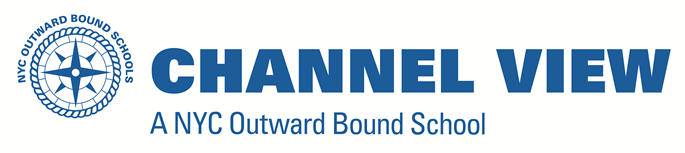 NYC OUTWARD BOUND SCHOOLS
CHANNEL VIEW
A NYC Outward Bound School